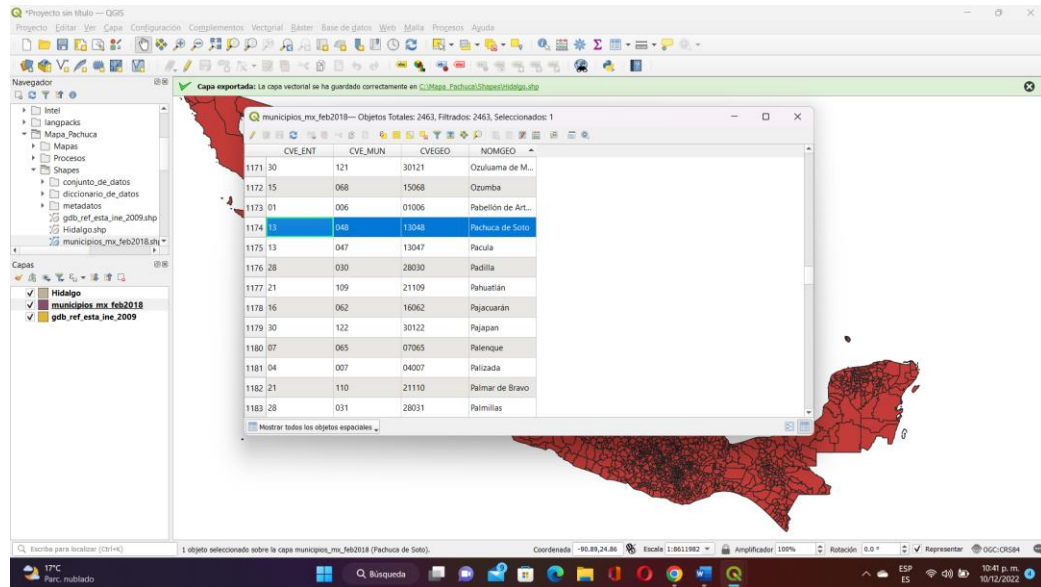 *Proyecto sin título — QGIS
Proyecto Editar Ver Capa Configuración Complementos Vectorial Ráster Base de datos Web Malla Procesos Ayuda
Navegador
Capa exportada: La capa vectorial se ha guardado correctamente en C:\Mapa_Pachuca\Shapes\Hidalgo.shp
Intel
langpacks
Mapa_Pachuca
Mapas
Procesos
Shapes
conjunto_de_datos
diccionario_de_datos
metadatos
gdb_ref_esta_ine_2009.shp
Hidalgo.shp
municipios_mx_feb2018.sh
Capas
Hidalgo
municipios_mx_feb2018
gdb_ref_esta_ine_2009
municipios_mx_feb2018— Objetos Totales: 2463, Filtrados: 2463, Seleccionados: 1
CVE_ENT CVE_MUN CVEGEO NOMGEO
1171 30 121 30121 Ozuluama de M...
1172 15 068 15068 Ozumba
1173 01 006 01006 Pabellón de Art...
1174 13 048 13048 Pachuca de Soto
1175 13 047 13047 Pacula
1176 28 030 28030 Padilla
1177 21 109 21109 Pahuatlán
1178 16 062 16062 Pajacuarán
1179 30 122 30122 Pajapan
1180 07 065 07065 Palenque
1181 04 007 04007 Palizada
1182 21 110 21110 Palmar de Bravo
1183 28 031 28031 Palmillas
Mostrar todos los objetos espaciales
Escriba para localizar (Ctrl+K)
1 objeto seleccionado sobre la capa municipios_mx_feb2018 (Pachuca de Soto).
Coordenada -90.89,24.86 Escala 1:8611982 Amplificador 100% Rotación 0.0 ° Representar OGC:CRS84
17°C
Parc. nublado
Búsqueda
ESP
ES
10:41 p. m.
10/12/2022